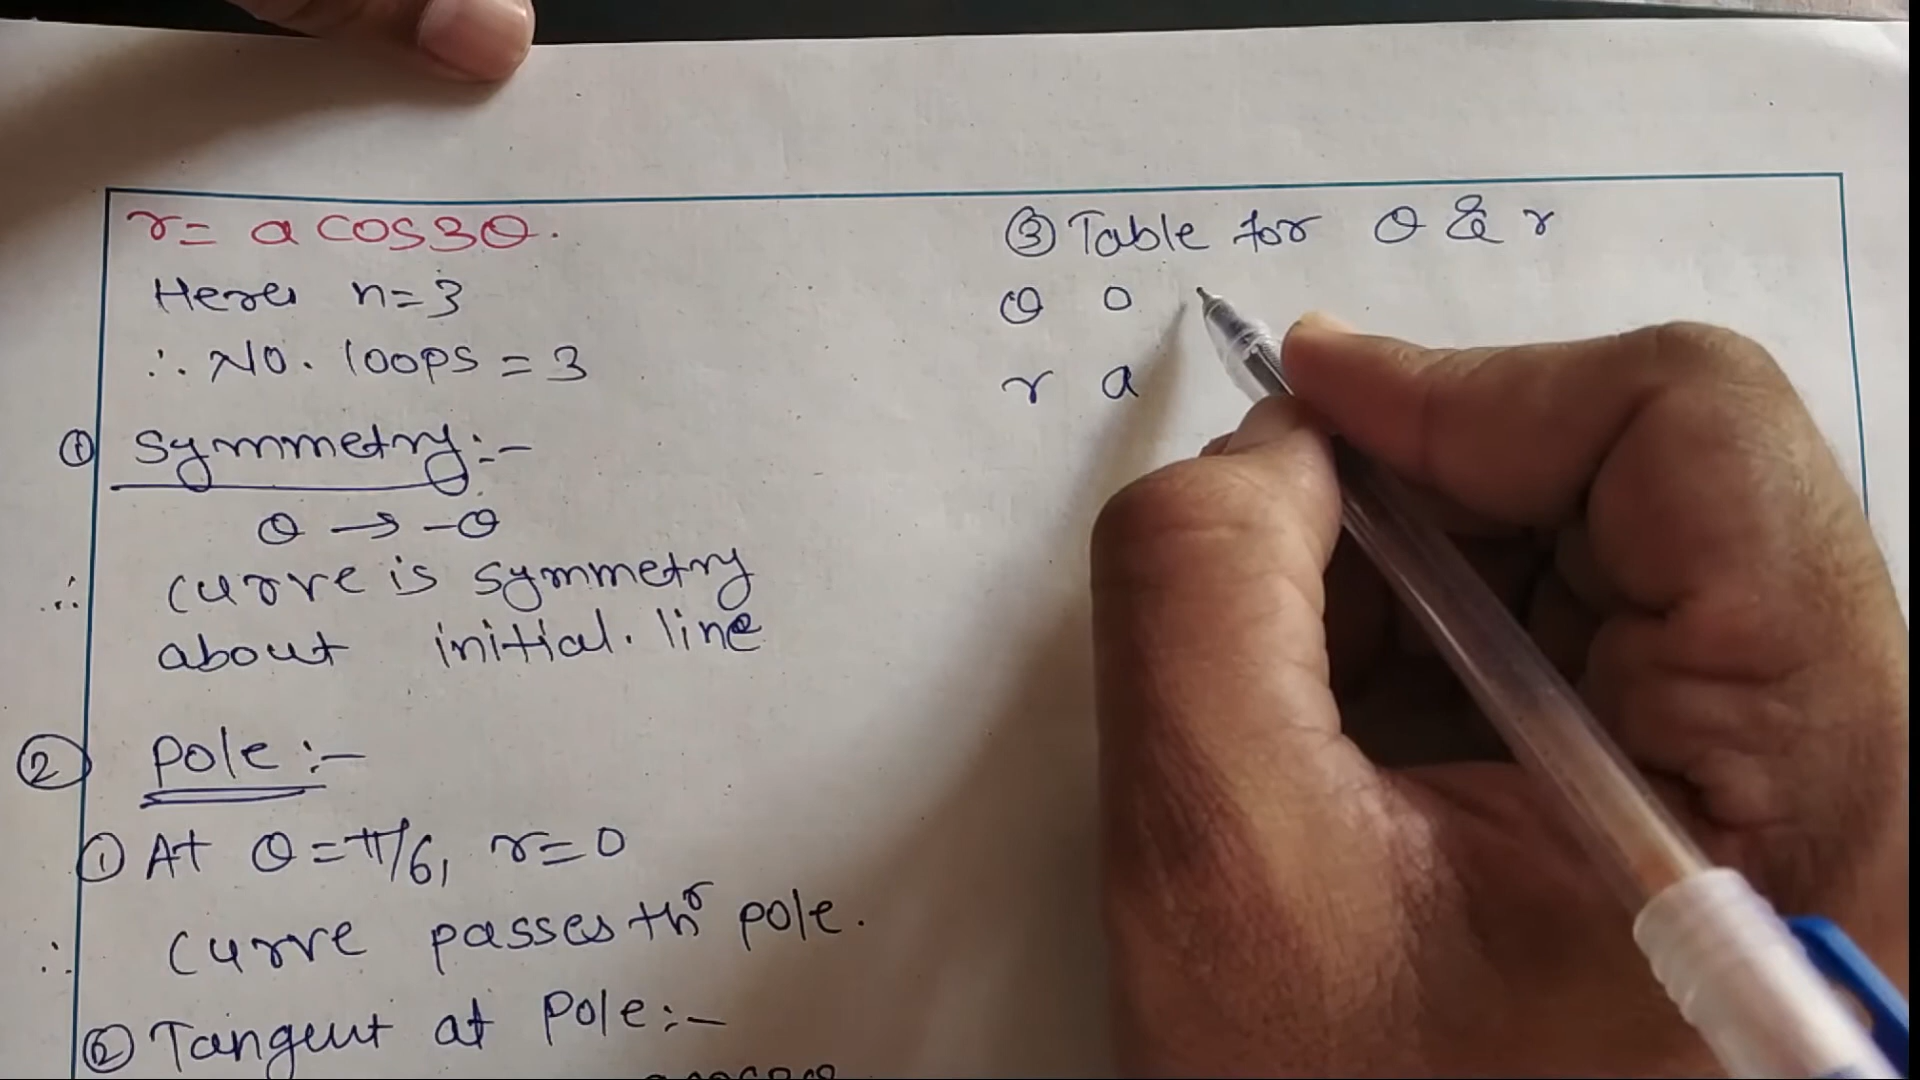 r = a cos3θ.
Here n=3
∴ No. loops = 3
① Symmetry:-
θ → -θ
∴ curve is symmetry
about initial. line
② Pole:-
① At θ=π/6, r=0
∴ curve passes thr pole.
② Tangent at Pole:-
③ Table for θ & r
θ 0
r a